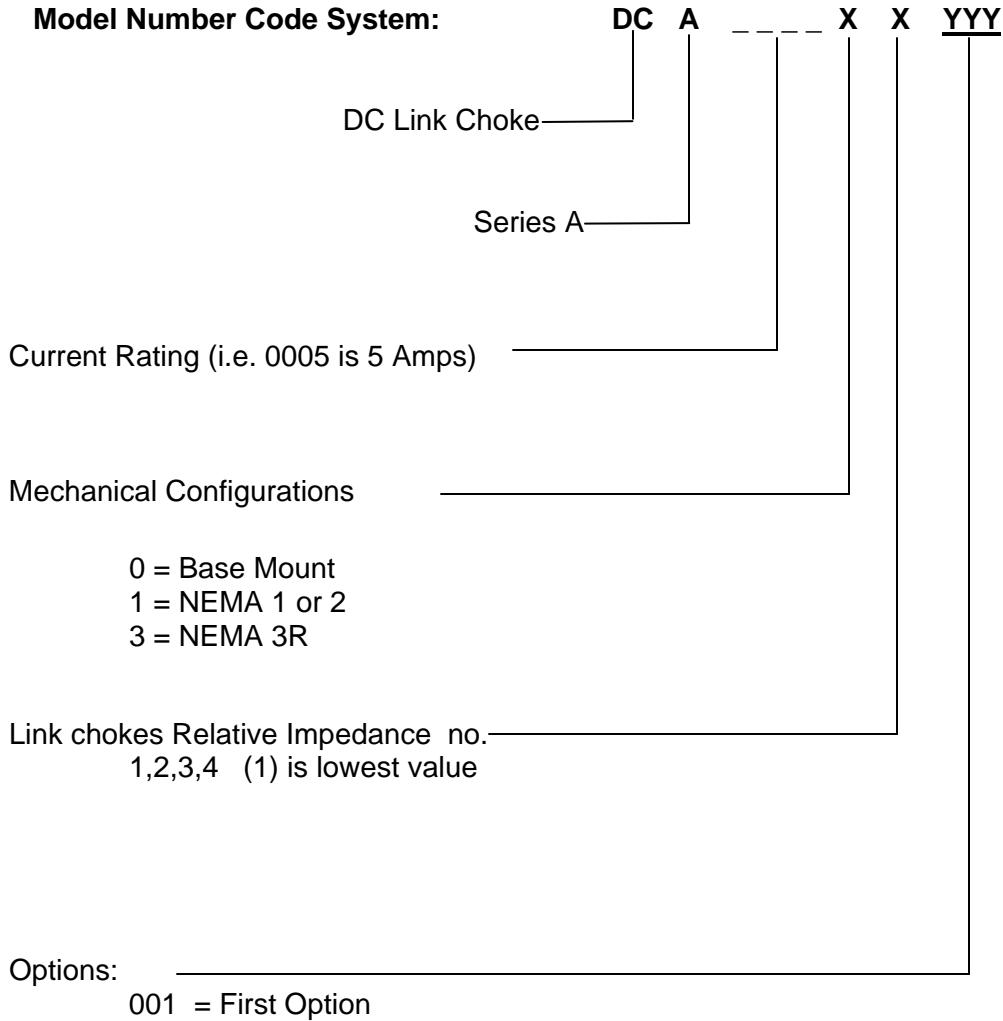 Model Number Code System: DC A _ _ _ _ X X YYY
DC Link Choke
Series A
Current Rating (i.e. 0005 is 5 Amps)
Mechanical Configurations
0 = Base Mount
1 = NEMA 1 or 2
3 = NEMA 3R
Link chokes Relative Impedance no.
1,2,3,4 (1) is lowest value
Options:
001 = First Option